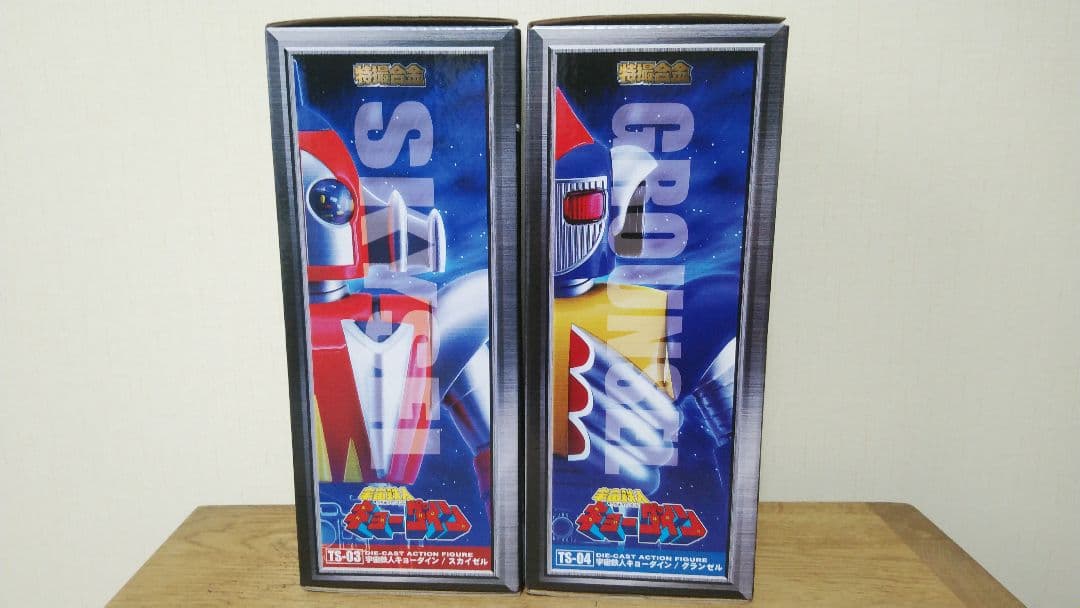 特撮合金
SKYSEL
宇宙鉄人
キョーダイン
TS-03
DIE-CAST ACTION FIGURE
宇宙鉄人キョーダイン / スカイゼル
特撮合金
GROUNSEL
宇宙鉄人
キョーダイン
TS-04
DIE-CAST ACTION FIGURE
宇宙鉄人キョーダイン / グランゼル